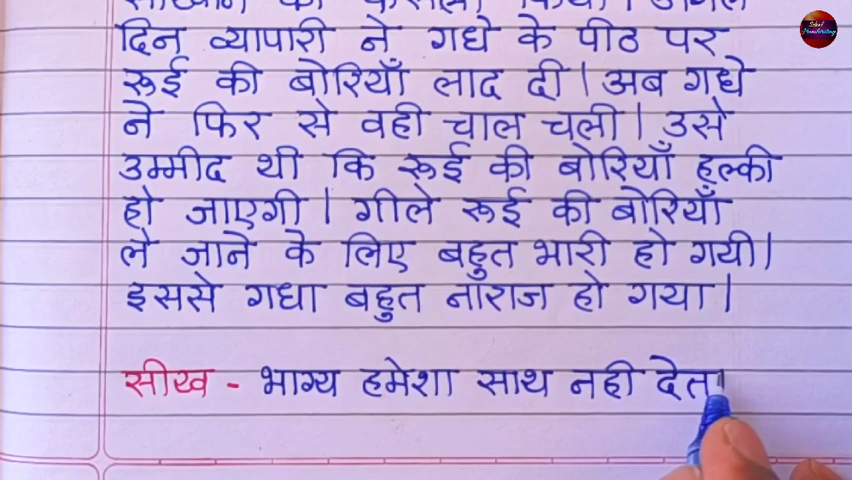 दिन व्यापारी ने गधे के पीठ पर
रूई की बोरियाँ लाद दी। अब गधे
ने फिर से वही चाल चली। उसे
उम्मीद थी कि रूई की बोरियाँ हल्की
हो जाएगी। गीले रूई की बोरियाँ
ले जाने के लिए बहुत भारी हो गयी।
इससे गधा बहुत नाराज हो गया।
सीख - भाग्य हमेशा साथ नही देता